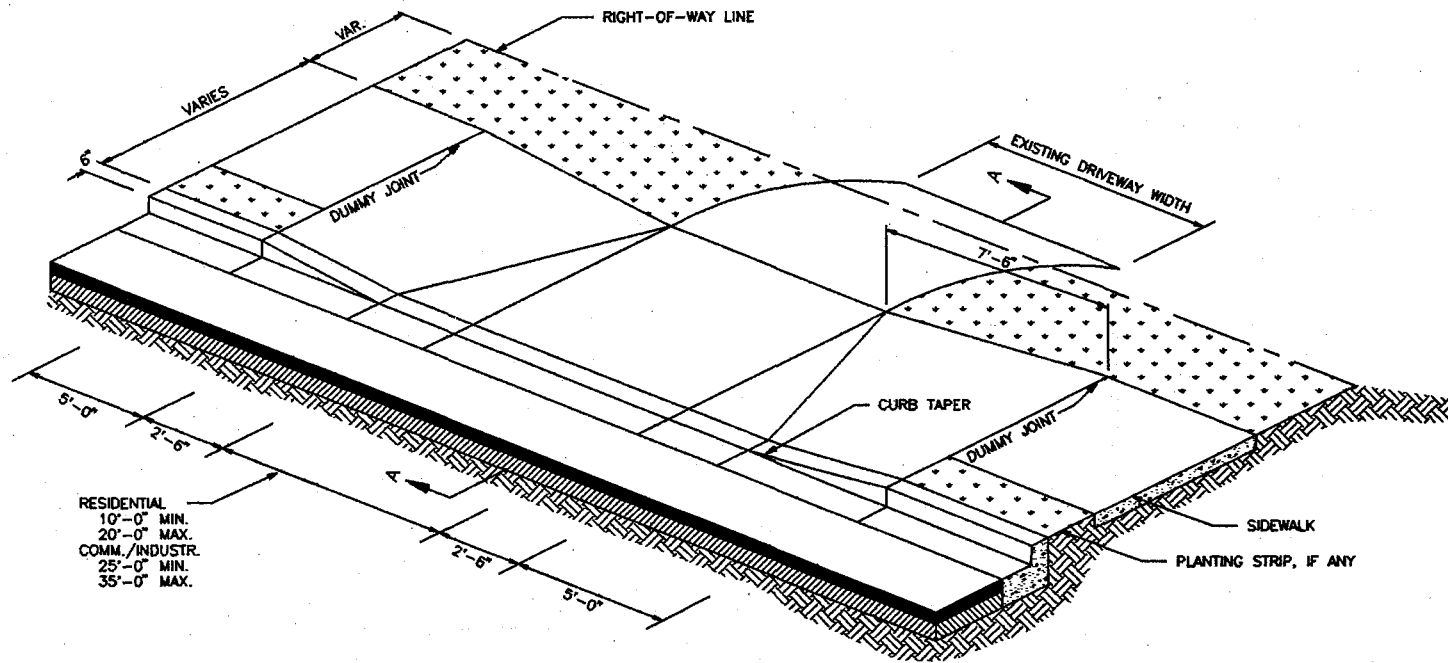 RIGHT-OF-WAY LINE
VAR.
VARIES
6"
DUMMY JOINT
EXISTING DRIVEWAY WIDTH
A
7'-6"
CURB TAPER
DUMMY JOINT
5'-0"
2'-6"
A
RESIDENTIAL
10'-0" MIN.
20'-0" MAX.
COMM./INDUSTR.
25'-0" MIN.
35'-0" MAX.
2'-6"
5'-0"
SIDEWALK
PLANTING STRIP, IF ANY